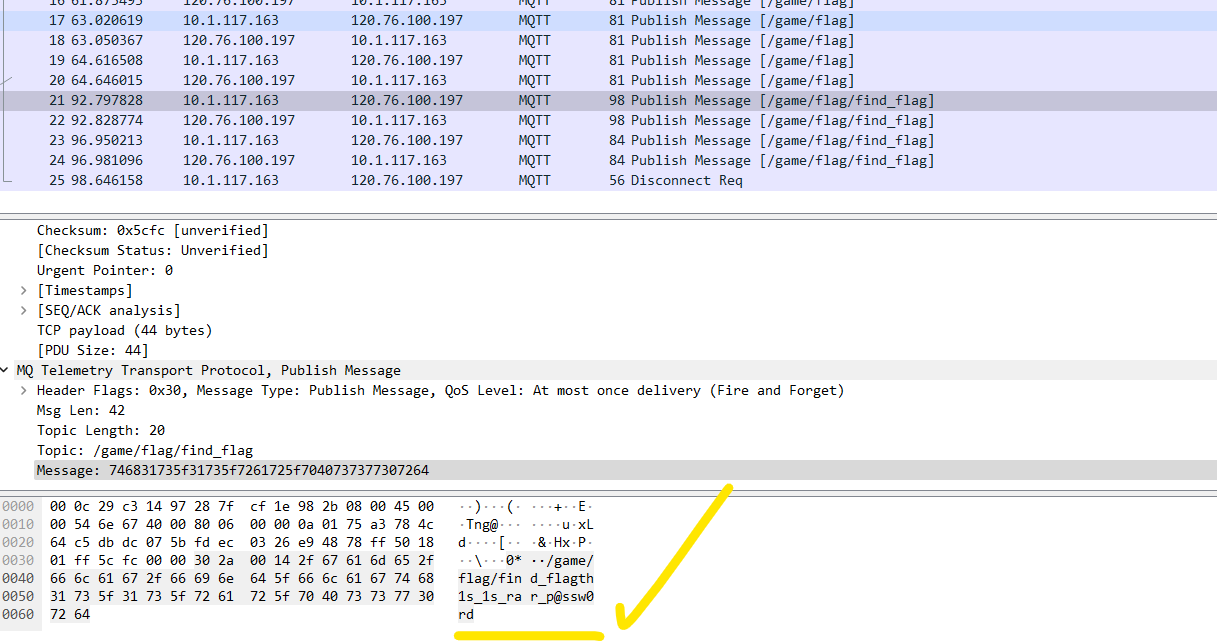 16 61.875495 120.76.100.197 10.1.117.163 MQTT 81 Publish Message [/game/flag]
17 63.020619 10.1.117.163 120.76.100.197 MQTT 81 Publish Message [/game/flag]
18 63.050367 120.76.100.197 10.1.117.163 MQTT 81 Publish Message [/game/flag]
19 64.616508 10.1.117.163 120.76.100.197 MQTT 81 Publish Message [/game/flag]
20 64.646015 120.76.100.197 10.1.117.163 MQTT 81 Publish Message [/game/flag]
21 92.797828 10.1.117.163 120.76.100.197 MQTT 98 Publish Message [/game/flag/find_flag]
22 92.828774 120.76.100.197 10.1.117.163 MQTT 98 Publish Message [/game/flag/find_flag]
23 96.950213 10.1.117.163 120.76.100.197 MQTT 84 Publish Message [/game/flag/find_flag]
24 96.981096 120.76.100.197 10.1.117.163 MQTT 84 Publish Message [/game/flag/find_flag]
25 98.646158 10.1.117.163 120.76.100.197 MQTT 56 Disconnect Req
Checksum: 0x5cfc [unverified]
[Checksum Status: Unverified]
Urgent Pointer: 0
> [Timestamps]
> [SEQ/ACK analysis]
TCP payload (44 bytes)
[PDU Size: 44]
MQ Telemetry Transport Protocol, Publish Message
> Header Flags: 0x30, Message Type: Publish Message, QoS Level: At most once delivery (Fire and Forget)
Msg Len: 42
Topic Length: 20
Topic: /game/flag/find_flag
Message: 746831735f31735f7261725f7040737377307264
0000 00 0c 29 c3 14 97 28 7f cf 1e 98 2b 08 00 45 00 ··)···(· ···+··E·
0010 00 54 6e 67 40 00 80 06 00 00 0a 01 75 a3 78 4c ·Tng@··· ····u·xL
0020 64 c5 db dc 07 5b fd ec 03 26 e9 48 78 ff 50 18 d····[·· ·&·Hx·P·
0030 01 ff 5c fc 00 00 30 2a 00 14 2f 67 61 6d 65 2f ··\···0* ··/game/
0040 66 6c 61 67 2f 66 69 6e 64 5f 66 6c 61 67 74 68 flag/fin d_flagth
0050 31 73 5f 31 73 5f 72 61 72 5f 70 40 73 73 77 30 1s_1s_ra r_p@ssw0
0060 72 64 rd